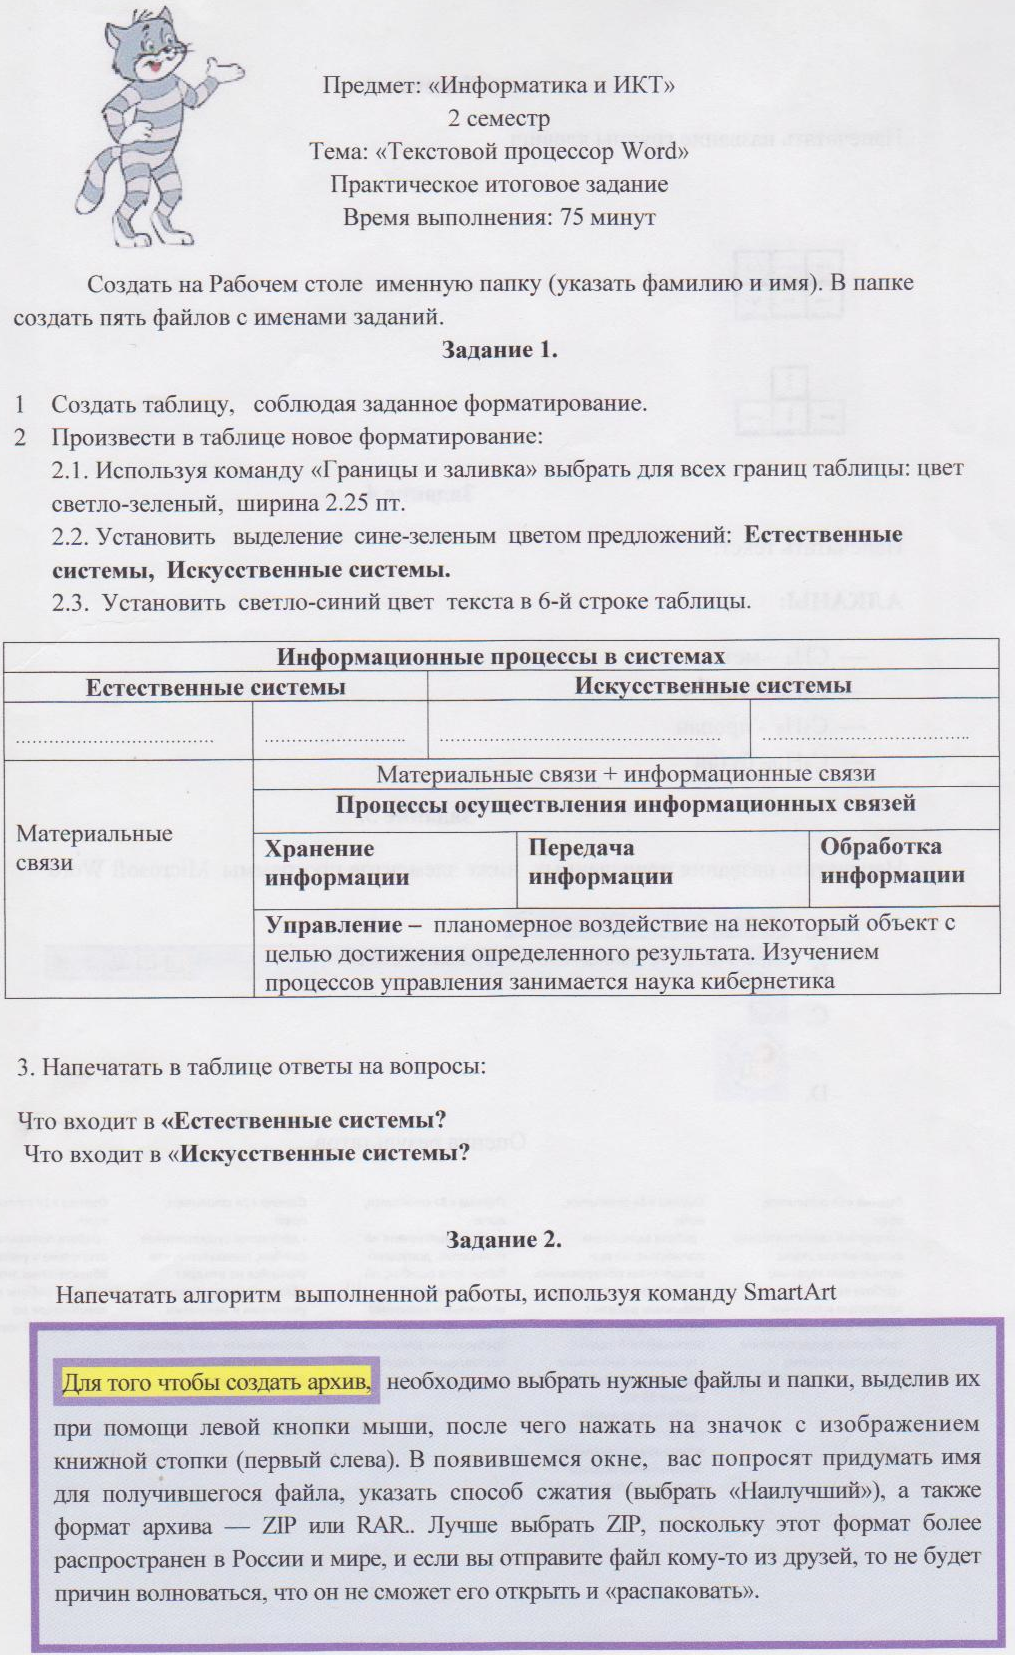 Предмет: «Информатика и ИКТ»
2 семестр
Тема: «Текстовой процессор Word»
Практическое итоговое задание
Время выполнения: 75 минут
Создать на Рабочем столе именную папку (указать фамилию и имя). В папке
создать пять файлов с именами заданий.
Задание 1.
1 Создать таблицу, соблюдая заданное форматирование.
2 Произвести в таблице новое форматирование:
2.1. Используя команду «Границы и заливка» выбрать для всех границ таблицы: цвет
светло-зеленый, ширина 2.25 пт.
2.2. Установить выделение сине-зеленым цветом предложений: Естественные
системы, Искусственные системы.
2.3. Установить светло-синий цвет текста в 6-й строке таблицы.
Информационные процессы в системах
Естественные системы Искусственные системы
................................. ........................ .......................................... ...................................
Материальные
связи
Материальные связи + информационные связи
Процессы осуществления информационных связей
Хранение
информации
Передача
информации
Обработка
информации
Управление – планомерное воздействие на некоторый объект с
целью достижения определенного результата. Изучением
процессов управления занимается наука кибернетика
3. Напечатать в таблице ответы на вопросы:
Что входит в «Естественные системы?
Что входит в «Искусственные системы?
Задание 2.
Напечатать алгоритм выполненной работы, используя команду SmartArt
Для того чтобы создать архив, необходимо выбрать нужные файлы и папки, выделив их
при помощи левой кнопки мыши, после чего нажать на значок с изображением
книжной стопки (первый слева). В появившемся окне, вас попросят придумать имя
для получившегося файла, указать способ сжатия (выбрать «Наилучший»), а также
формат архива — ZIP или RAR.. Лучше выбрать ZIP, поскольку этот формат более
распространен в России и мире, и если вы отправите файл кому-то из друзей, то не будет
причин волноваться, что он не сможет его открыть и «распаковать».